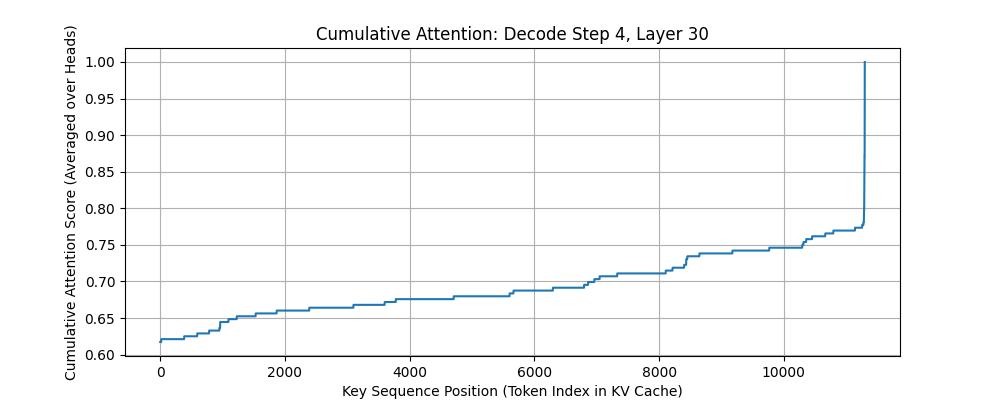 Cumulative Attention: Decode Step 4, Layer 30
Cumulative Attention Score (Averaged over Heads)
1.00
0.95
0.90
0.85
0.80
0.75
0.70
0.65
0.60
0 2000 4000 6000 8000 10000
Key Sequence Position (Token Index in KV Cache)